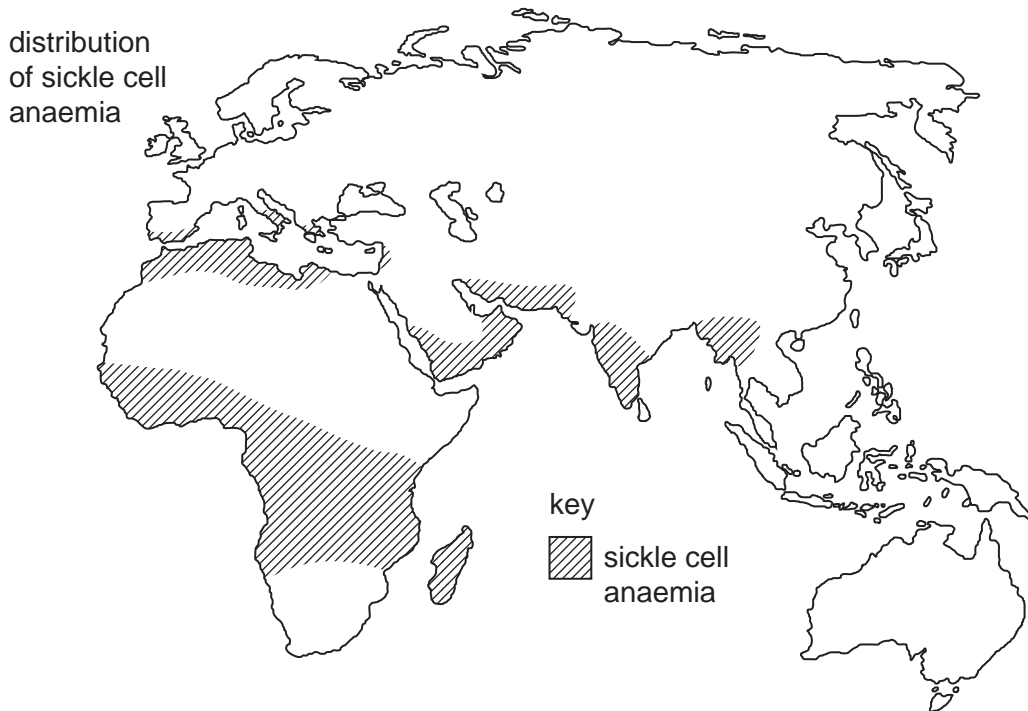 distribution
of sickle cell
anaemia
key
sickle cell
anaemia